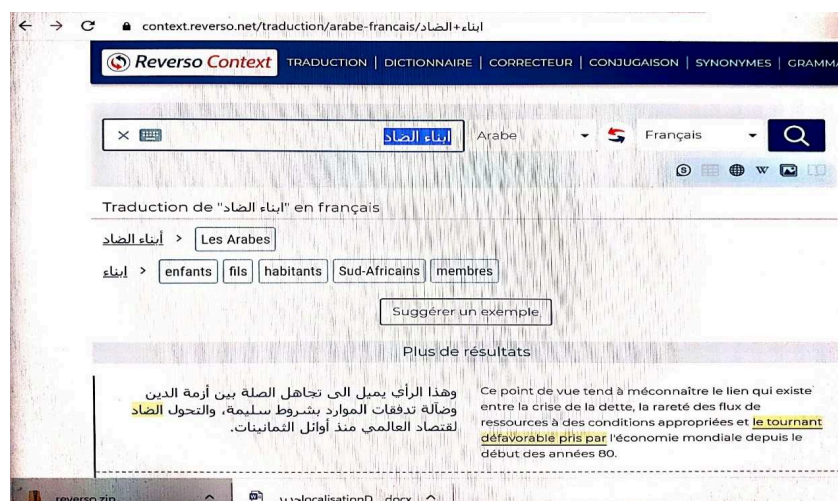 context.reverso.net/traduction/arabe-francais/ابناء+الضاد
Reverso Context TRADUCTION | DICTIONNAIRE | CORRECTEUR | CONJUGAISON | SYNONYMES | GRAMMA
ابناء الضاد Arabe Français
Traduction de "ابناء الضاد" en français
أبناء الضاد > Les Arabes
ابناء > enfants fils habitants Sud-Africains membres
Suggérer un exemple
Plus de résultats
وهذا الرأي يميل الى تجاهل الصلة بين أزمة الدين
وضآلة تدفقات الموارد بشروط سليمة، والتحول الضاد
لقتصاد العالمي منذ أوائل الثمانينات.
Ce point de vue tend à méconnaître le lien qui existe
entre la crise de la dette, la rareté des flux de
ressources à des conditions appropriées et le tournant
défavorable pris par l'économie mondiale depuis le
début des années 80.
reverso.zip